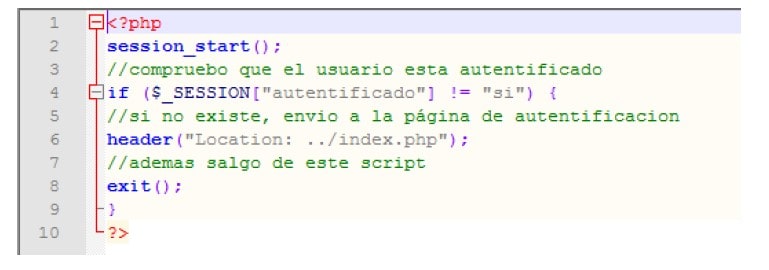 1 <?php
2 session_start();
3 //compruebo que el usuario esta autentificado
4 if ($_SESSION["autentificado"] != "si") {
5 //si no existe, envio a la página de autentificacion
6 header("Location: ../index.php");
7 //ademas salgo de este script
8 exit();
9 }
10 ?>